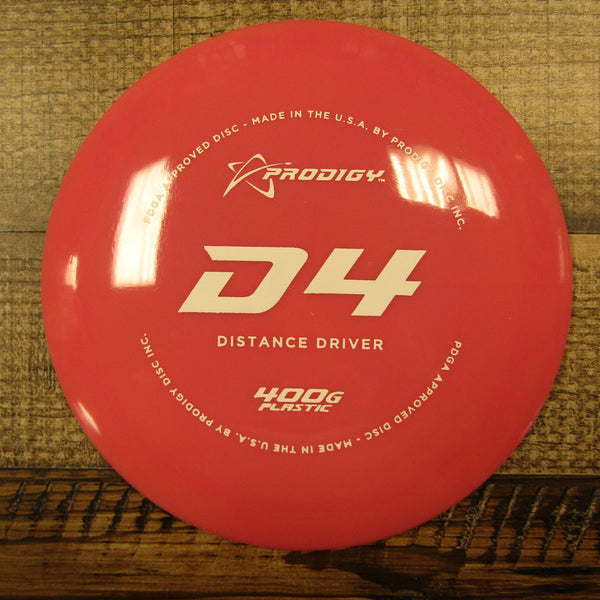 PDGA APPROVED DISC - MADE IN THE U.S.A. BY PRODIGY DISC INC.
PRODIGY™
D4
DISTANCE DRIVER
400G
PLASTIC
PDGA APPROVED DISC - MADE IN THE U.S.A. BY PRODIGY DISC INC.